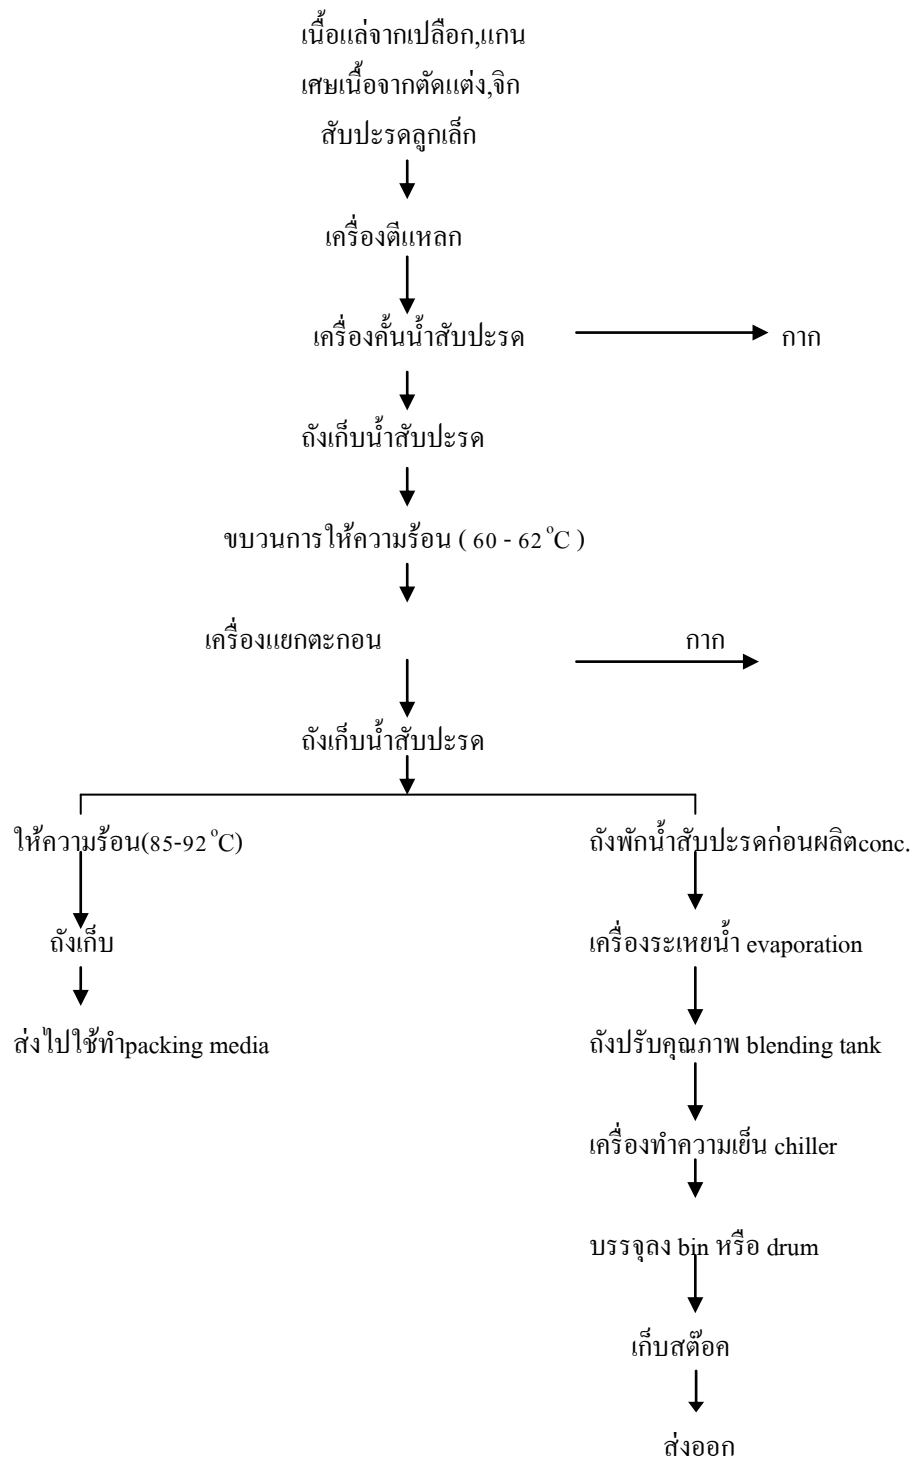 เนื้อแล่จากเปลือก,แกน
เศษเนื้อจากตัดแต่ง,จิก
สับปะรดลูกเล็ก
เครื่องตีแหลก
เครื่องคั้นน้ำสับปะรด กาก
ถังเก็บน้ำสับปะรด
ขบวนการให้ความร้อน ( 60 - 62 °C )
เครื่องแยกตะกอน กาก
ถังเก็บน้ำสับปะรด
ให้ความร้อน(85-92 °C)
ถังเก็บ
ส่งไปใช้ทำpacking media
ถังพักน้ำสับปะรดก่อนผลิตconc.
เครื่องระเหยน้ำ evaporation
ถังปรับคุณภาพ blending tank
เครื่องทำความเย็น chiller
บรรจุลง bin หรือ drum
เก็บสต๊อค
ส่งออก